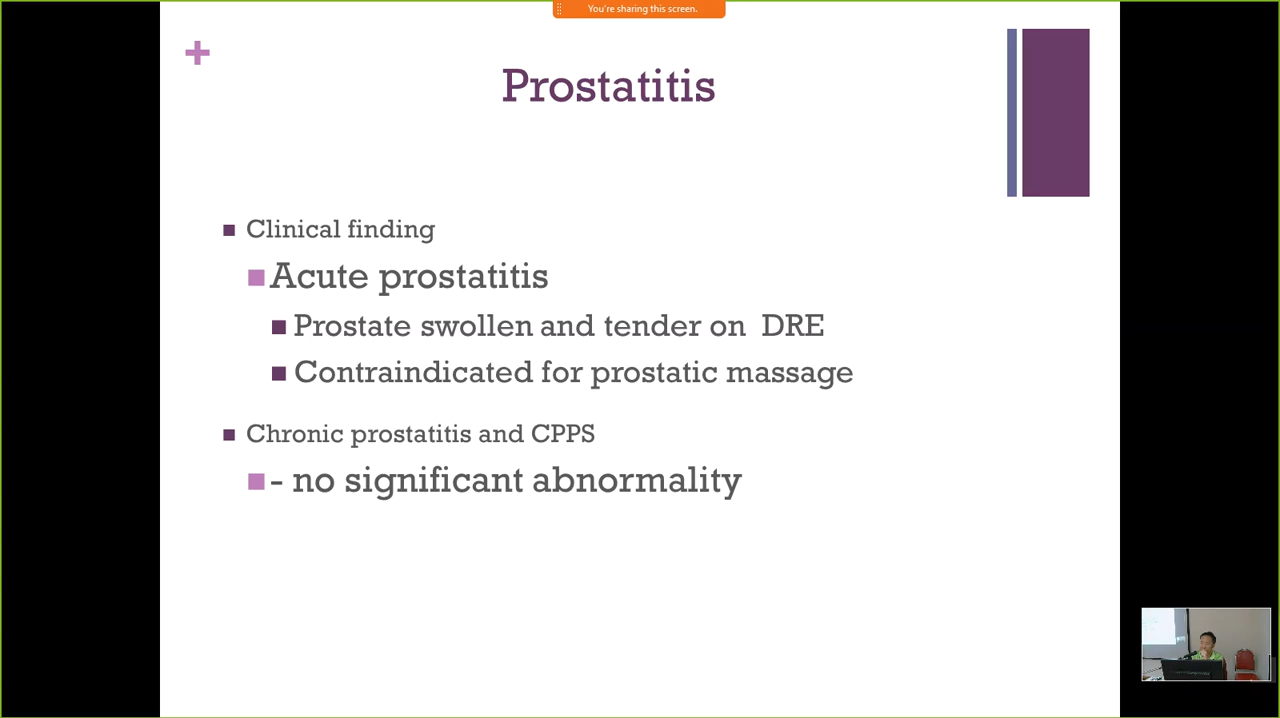 You're sharing this screen.
+
Prostatitis
Clinical finding
Acute prostatitis
Prostate swollen and tender on DRE
Contraindicated for prostatic massage
Chronic prostatitis and CPPS
- no significant abnormality